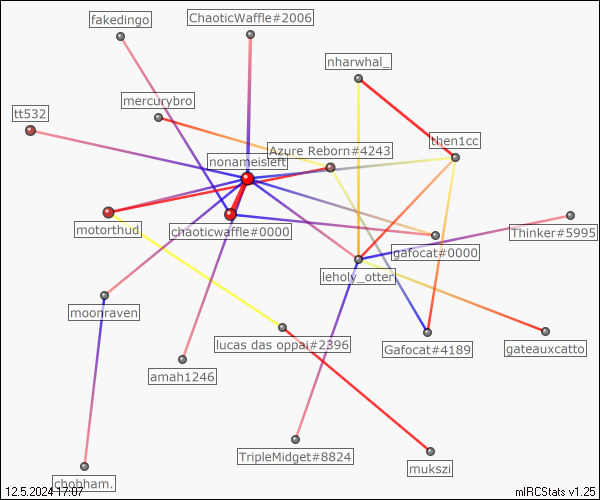 fakedingo
ChaoticWaffle#2006
nharwhal_
tt532
mercurybro
then1cc
Azure Reborn#4243
nonameisleft
motorthud
chaoticwaffle#0000
Thinker#5995
gafocat#0000
leholy_otter
moonraven
lucas das oppai#2396
Gafocat#4189
gateauxcatto
amah1246
TripleMidget#8824
mukszi
chobham.
12.5.2024 17:07
mIRCStats v1.25